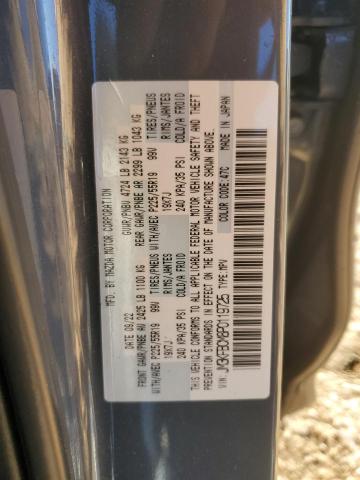 MFD. BY MAZDA MOTOR CORPORATION
DATE 09/22 GVWR/PNBV 4724 LB 2143 KG
FRONT GAWR/PNBE AV 2425 LB 1100 KG REAR GAWR/PNBE AR 2299 LB 1043 KG
WITH/AVEC P225/55R19 99V TIRES/PNEUS WITH/AVEC P225/55R19 99V TIRES/PNEUS
19X7J RIMS/JANTES 19X7J RIMS/JANTES
240 KPA/35 PSI COLD/A FROID 240 KPA/35 PSI COLD/A FROID
THIS VEHICLE CONFORMS TO ALL APPLICABLE FEDERAL MOTOR VEHICLE SAFETY AND THEFT
PREVENTION STANDARDS IN EFFECT ON THE DATE OF MANUFACTURE SHOWN ABOVE.
VIN: TYPE: MPV COLOR CODE: 47C MADE IN JAPAN